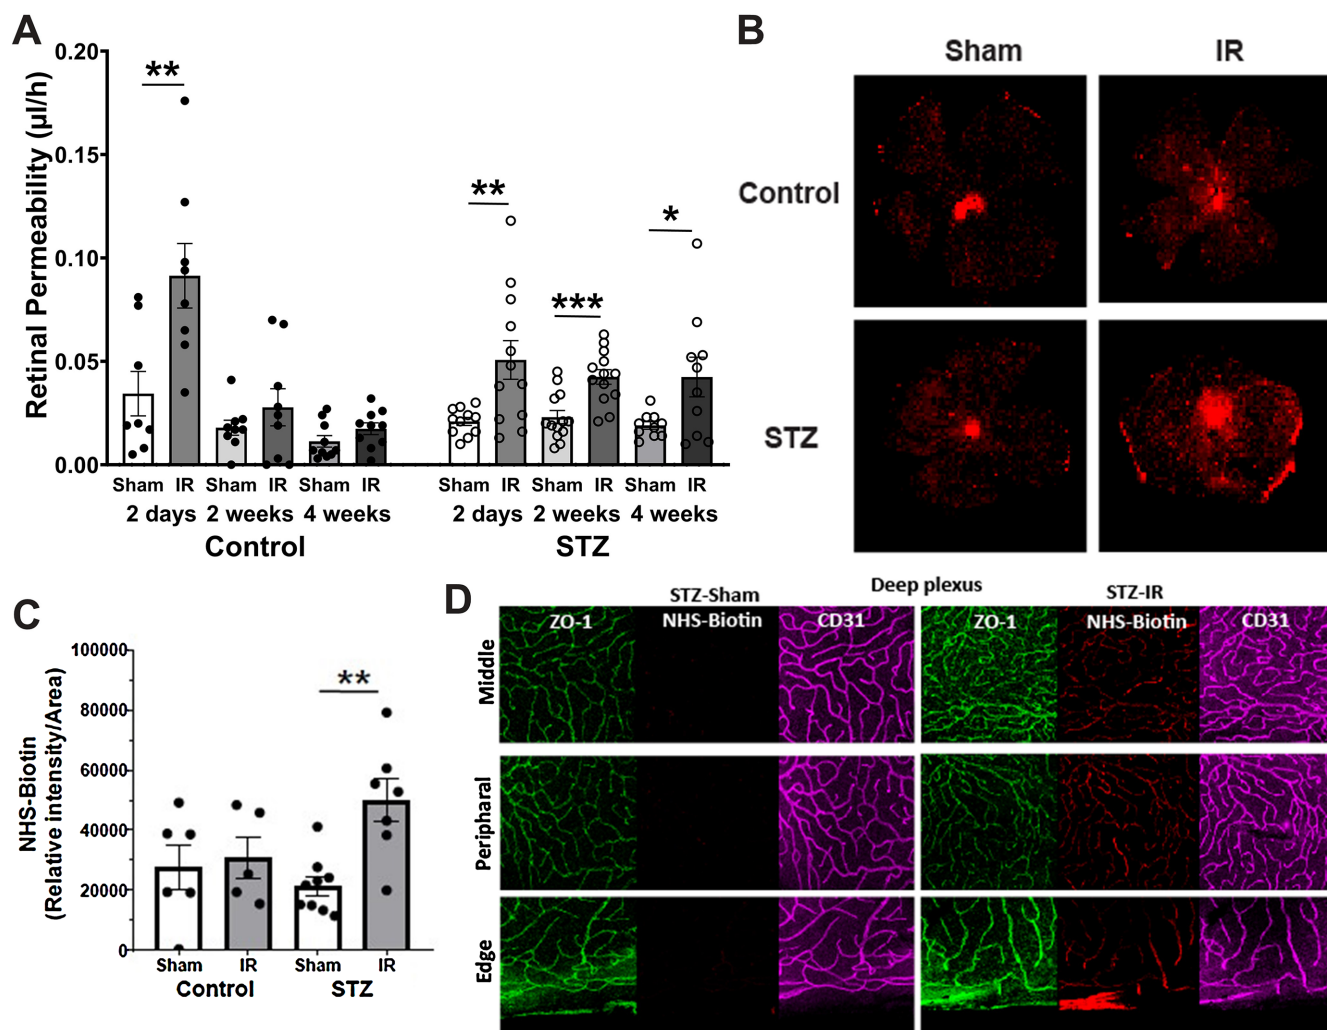 A
Retinal Permeability (µl/h)
0.20
0.15
0.10
0.05
0.00
**
**
***
*
Sham IR Sham IR Sham IR Sham IR Sham IR Sham IR
2 days 2 weeks 4 weeks 2 days 2 weeks 4 weeks
Control STZ
B
Sham IR
Control
STZ
C
NHS-Biotin
(Relative intensity/Area)
100000
80000
60000
40000
20000
0
**
Sham IR Sham IR
Control STZ
D
Deep plexus
STZ-Sham STZ-IR
ZO-1 NHS-Biotin CD31 ZO-1 NHS-Biotin CD31
Middle
Peripharal
Edge